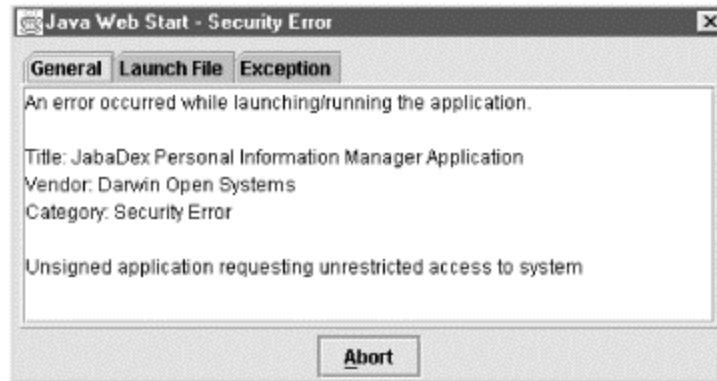 Java Web Start - Security Error
General Launch File Exception
An error occurred while launching/running the application.
Title: JabaDex Personal Information Manager Application
Vendor: Darwin Open Systems
Category: Security Error
Unsigned application requesting unrestricted access to system
Abort